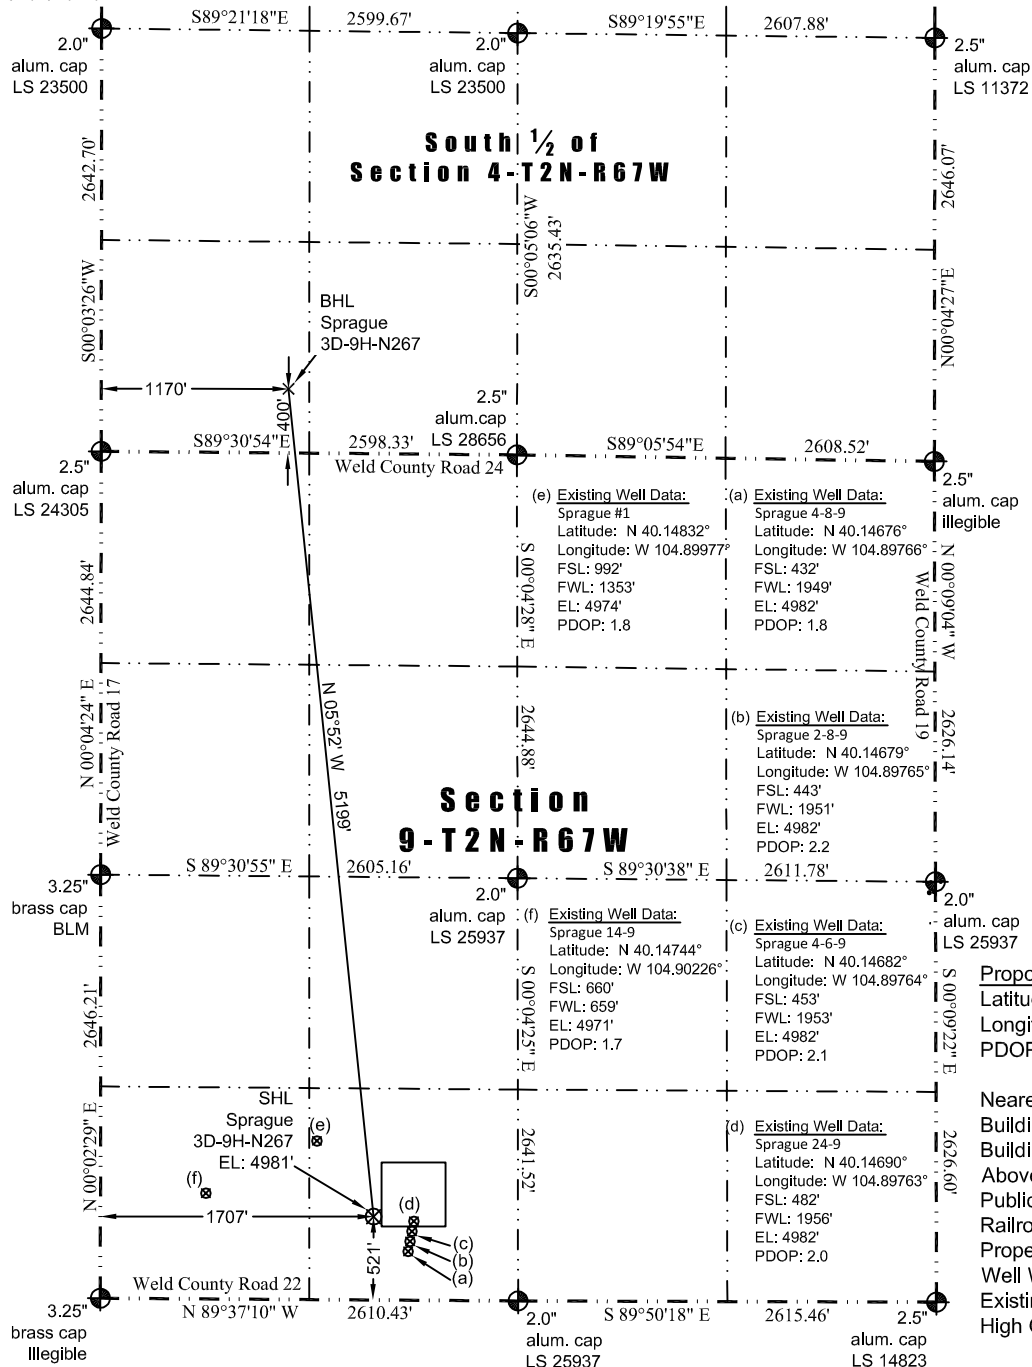 S89°21'18"E
2599.67'
S89°19'55"E
2607.88'
2.0"
alum. cap
LS 23500
2.0"
alum. cap
LS 23500
2.5"
alum. cap
LS 11372
South ½ of
Section 4-T2N-R67W
2642.70'
S00°03'26"W
S00°05'06"W
2635.43'
2646.07'
N00°04'27"E
BHL
Sprague
3D-9H-N267
1170'
400'
2.5"
alum.cap
LS 28656
S89°30'54"E
2598.33'
S89°05'54"E
2608.52'
Weld County Road 24
2.5"
alum. cap
LS 24305
2.5"
alum. cap
illegible
(e) Existing Well Data:
Sprague #1
Latitude: N 40.14832°
Longitude: W 104.89977°
FSL: 992'
FWL: 1353'
EL: 4974'
PDOP: 1.8
(a) Existing Well Data:
Sprague 4-8-9
Latitude: N 40.14676°
Longitude: W 104.89766°
FSL: 432'
FWL: 1949'
EL: 4982'
PDOP: 1.8
2644.84'
N 00°04'24" E
Weld County Road 17
S 00°04'28" E
2644.88'
N 00°09'04" W
Weld County Road 19
2626.14'
N 05°52' W 5199'
(b) Existing Well Data:
Sprague 2-8-9
Latitude: N 40.14679°
Longitude: W 104.89765°
FSL: 443'
FWL: 1951'
EL: 4982'
PDOP: 2.2
Section
9-T2N-R67W
S 89°30'55" E
2605.16'
S 89°30'38" E
2611.78'
3.25"
brass cap
BLM
2.0"
alum. cap
LS 25937
2.0"
alum. cap
LS 25937
(f) Existing Well Data:
Sprague 14-9
Latitude: N 40.14744°
Longitude: W 104.90226°
FSL: 660'
FWL: 659'
EL: 4971'
PDOP: 1.7
(c) Existing Well Data:
Sprague 4-6-9
Latitude: N 40.14682°
Longitude: W 104.89764°
FSL: 453'
FWL: 1953'
EL: 4982'
PDOP: 2.1
2646.21'
N 00°02'29" E
S 00°04'25" E
2641.52'
S 00°09'22" E
2626.60'
Propo
Latitud
Longi
PDOP
Neare
Buildi
Buildi
Above
Public
Railro
Prope
Well W
Existin
High C
SHL
Sprague
3D-9H-N267
EL: 4981'
(e)
(f)
(d)
(c)
(b)
(a)
1707'
521'
(d) Existing Well Data:
Sprague 24-9
Latitude: N 40.14690°
Longitude: W 104.89763°
FSL: 482'
FWL: 1956'
EL: 4982'
PDOP: 2.0
Weld County Road 22
N 89°37'10" W
2610.43'
S 89°50'18" E
2615.46'
3.25"
brass cap
Illegible
2.0"
alum. cap
LS 25937
2.5"
alum. cap
LS 14823